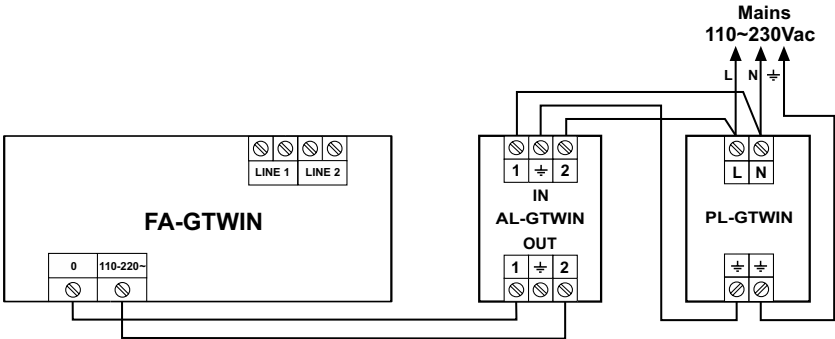 Mains
110~230Vac
L N ⏚
LINE 1 LINE 2
FA-GTWIN
0 110-220~
1 ⏚ 2
IN
AL-GTWIN
OUT
1 ⏚ 2
L N
PL-GTWIN
⏚ ⏚